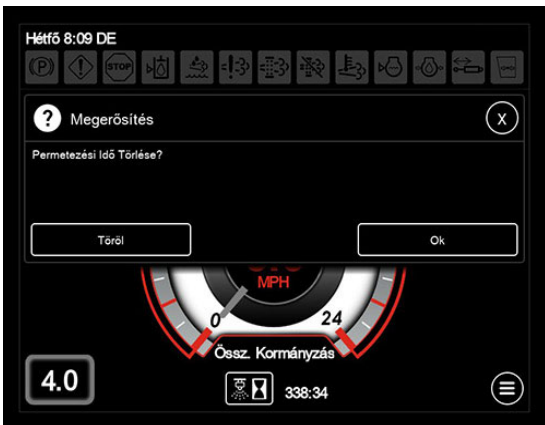 Hétfő 8:09 DE
(P)
STOP
? Megerősítés X
Permetezési Idő Törlése?
Töröl Ok
MPH
0 24
Össz. Kormányzás
4.0
338:34